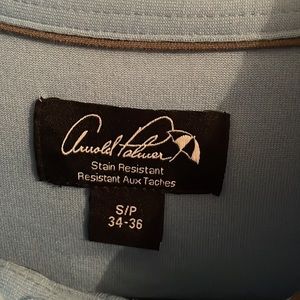 Arnold Palmer
Stain Resistant
Resistant Aux Taches
S/P
34-36